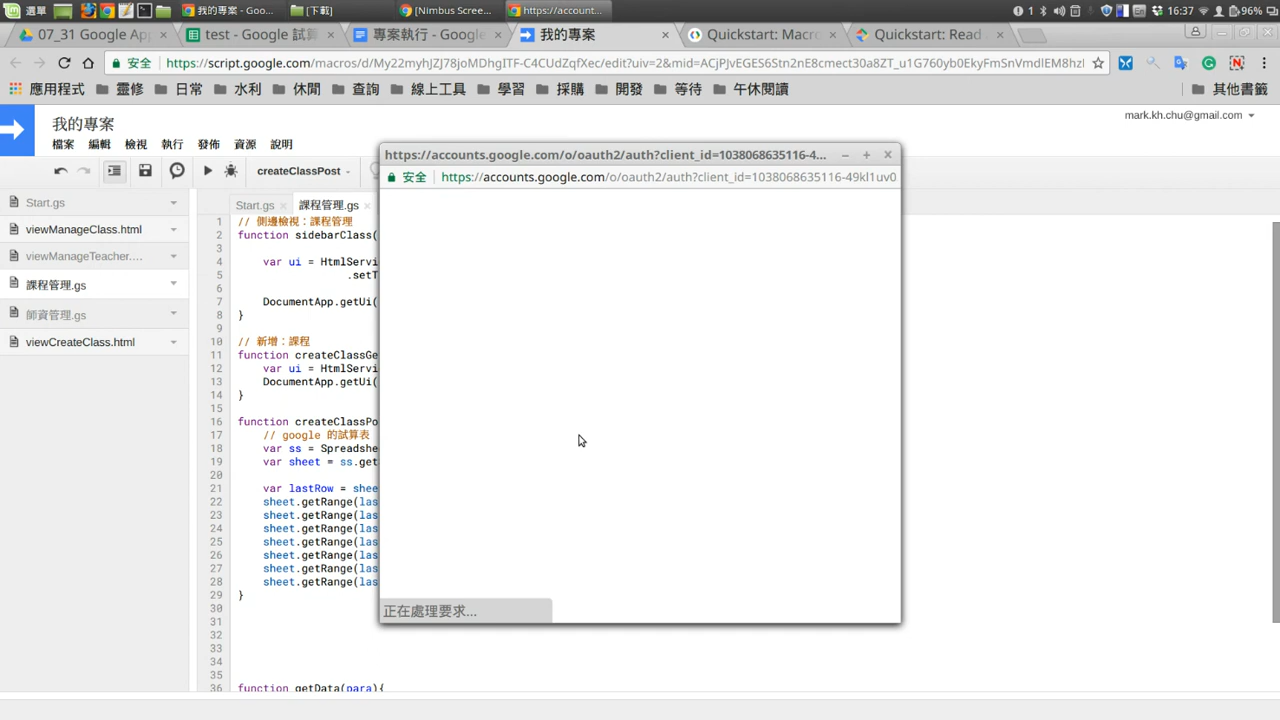 選單
我的專案 - Goo...
[下載]
[Nimbus Scree...
https://account...
1
En
16:37
96%
07_31 Google App
test - Google 試算
專案執行 - Google
我的專案
Quickstart: Macro
Quickstart: Read
安全
https://script.google.com/macros/d/My22myhJZJ78joMDhgITF-C4CUdZqfXec/edit?uiv=2&mid=ACjPJvEGES6Stn2nE8cmect30a8ZT_u1G760yb0EkyFmSnVmdlEM8hzl
應用程式
靈修
日常
水利
休閒
查詢
線上工具
學習
採購
開發
等待
午休閱讀
其他書籤
我的專案
mark.kh.chu@gmail.com
檔案 編輯 檢視 執行 發佈 資源 說明
createClassPost
https://accounts.google.com/o/oauth2/auth?client_id=1038068635116-4...
安全
https://accounts.google.com/o/oauth2/auth?client_id=1038068635116-49kl1uv0
Start.gs
viewManageClass.html
viewManageTeacher....
課程管理.gs
師資管理.gs
viewCreateClass.html
Start.gs
課程管理.gs
1 // 側邊檢視：課程管理
2 function sidebarClass(
3
4 var ui = HtmlServi
5 .setT
6
7 DocumentApp.getUi(
8 }
9
10 // 新增：課程
11 function createClassGe
12 var ui = HtmlServi
13 DocumentApp.getUi(
14 }
15
16 function createClassPo
17 // google 的試算表
18 var ss = Spreadshe
19 var sheet = ss.get
20
21 var lastRow = shee
22 sheet.getRange(las
23 sheet.getRange(las
24 sheet.getRange(las
25 sheet.getRange(las
26 sheet.getRange(las
27 sheet.getRange(las
28 sheet.getRange(las
29 }
30
31
32
33
34
35
36 function getData(para){
正在處理要求...